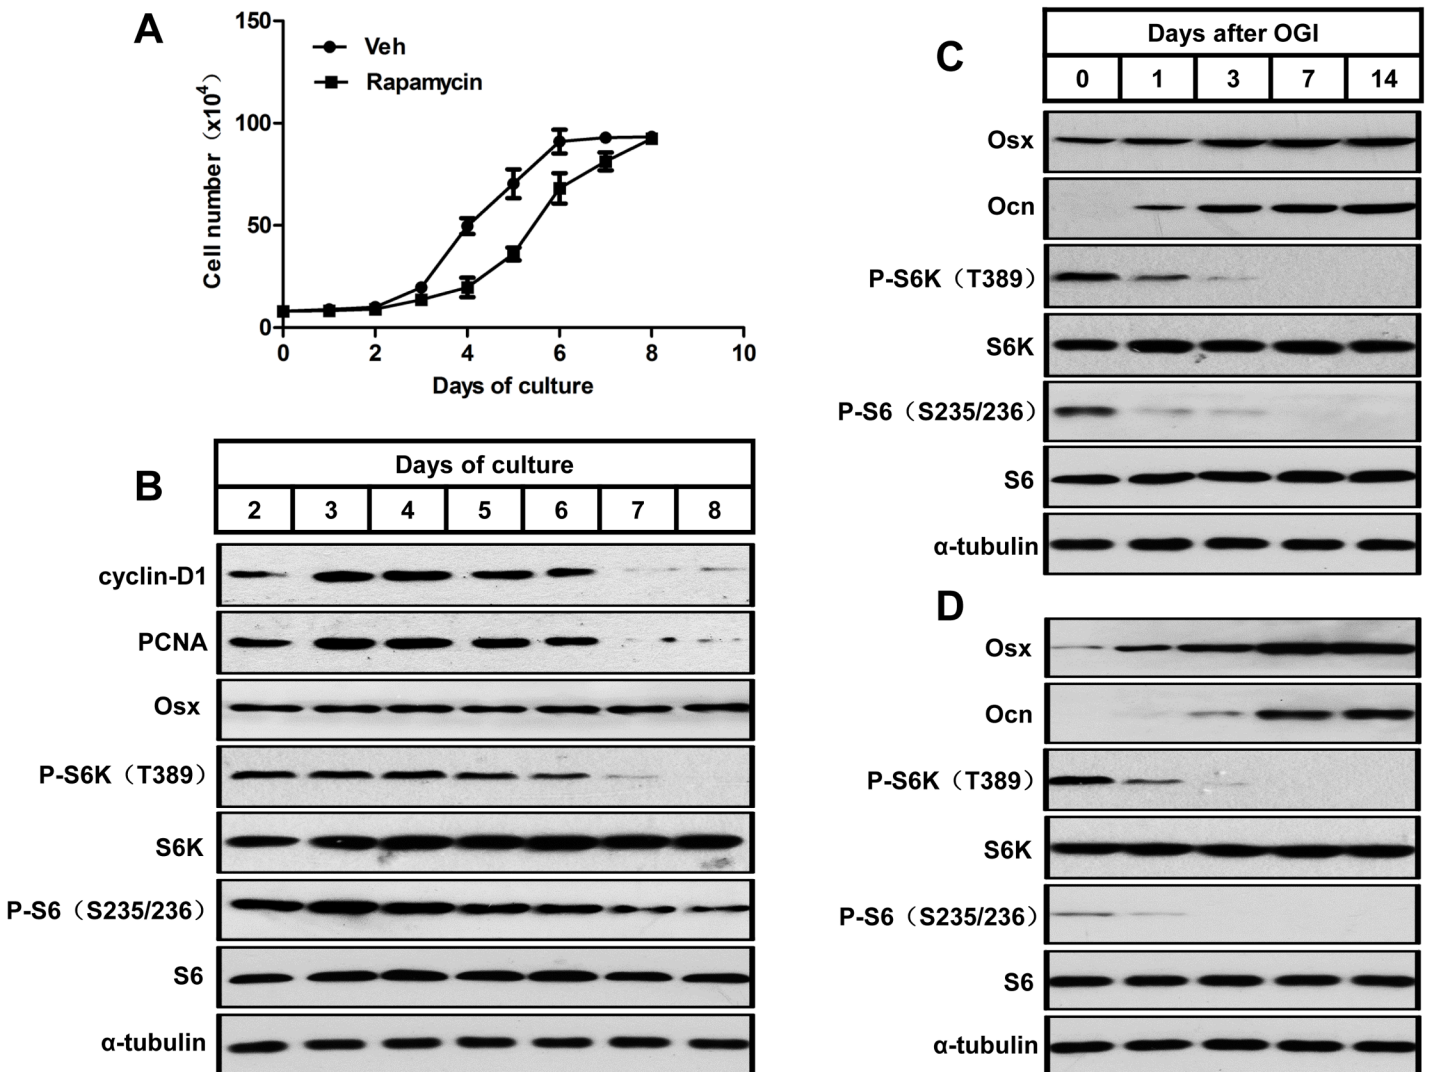 A
150
100
50
0
Cell number（x10⁴）
Veh
Rapamycin
0 2 4 6 8 10
Days of culture
B
Days of culture
2 3 4 5 6 7 8
cyclin-D1
PCNA
Osx
P-S6K（T389）
S6K
P-S6（S235/236）
S6
α-tubulin
C
Days after OGI
0 1 3 7 14
Osx
Ocn
P-S6K（T389）
S6K
P-S6（S235/236）
S6
α-tubulin
D
Osx
Ocn
P-S6K（T389）
S6K
P-S6（S235/236）
S6
α-tubulin